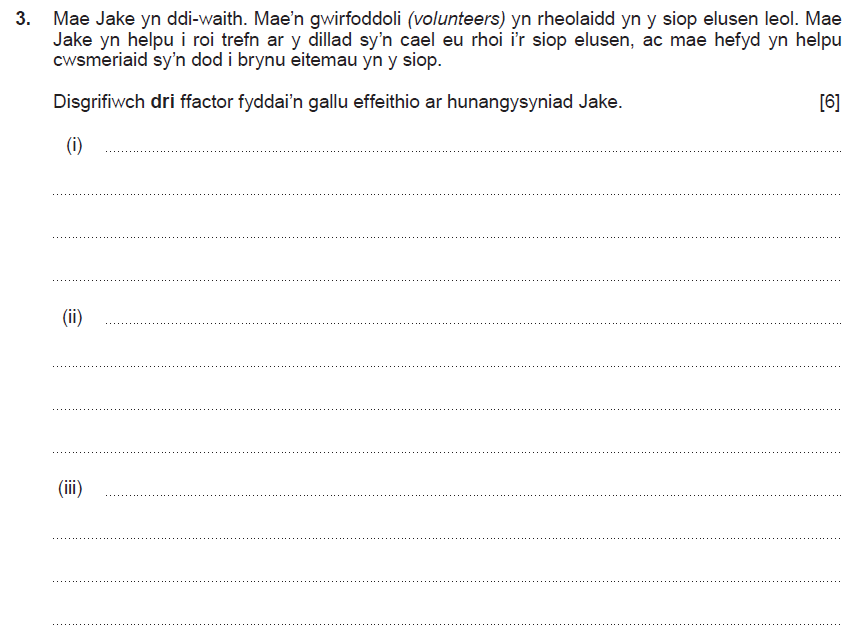 3. Mae Jake yn ddi-waith. Mae'n gwirfoddoli (volunteers) yn rheolaidd yn y siop elusen leol. Mae
Jake yn helpu i roi trefn ar y dillad sy'n cael eu rhoi i'r siop elusen, ac mae hefyd yn helpu
cwsmeriaid sy'n dod i brynu eitemau yn y siop.
Disgrifiwch dri ffactor fyddai'n gallu effeithio ar hunangysyniad Jake. [6]
(i)
(ii)
(iii)